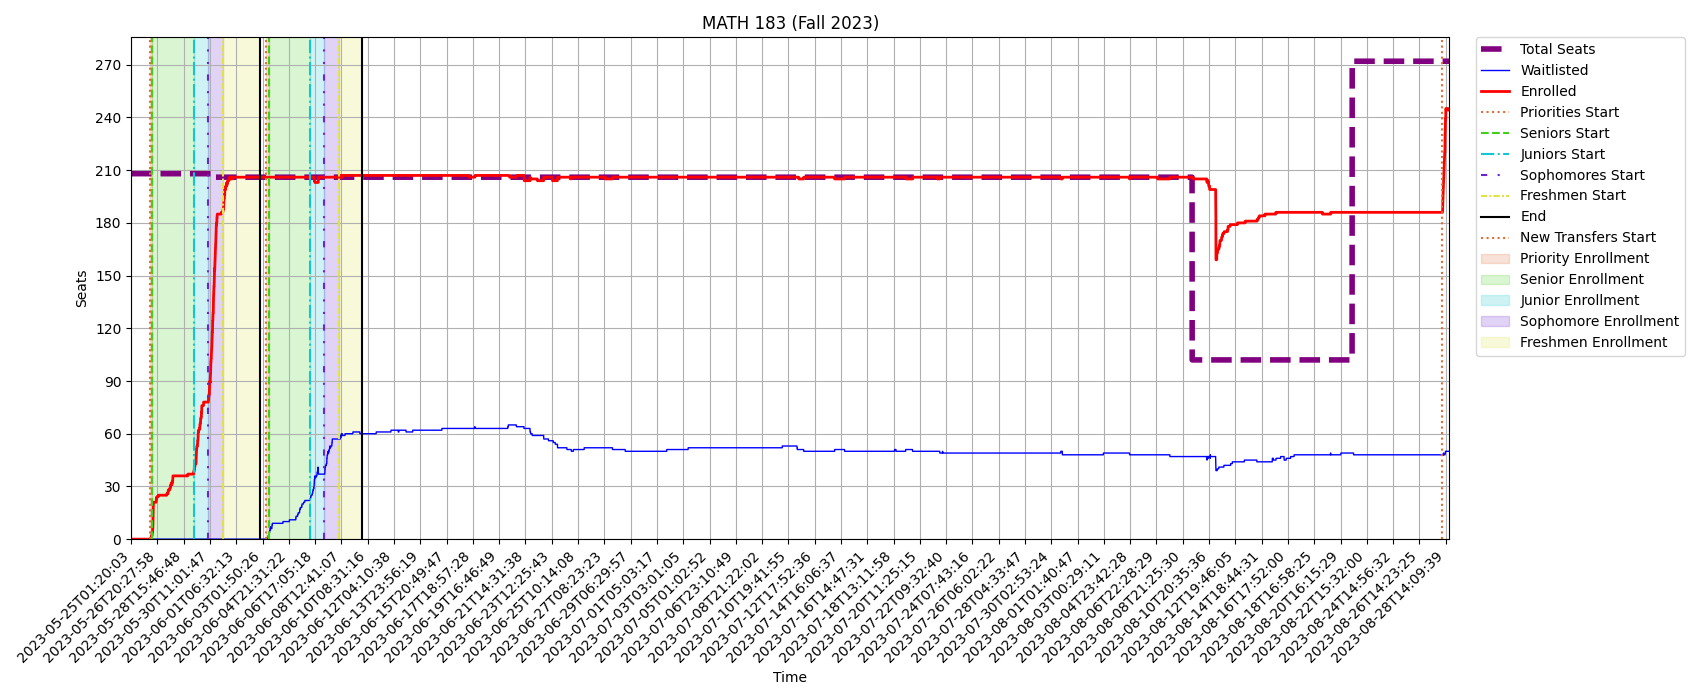 MATH 183 (Fall 2023)
Seats
270
240
210
180
150
120
90
60
30
0
2023-05-25T01:20:03
2023-05-26T20:27:58
2023-05-28T15:46:48
2023-05-30T11:01:47
2023-06-01T06:32:13
2023-06-03T01:50:26
2023-06-04T21:31:22
2023-06-06T17:05:18
2023-06-08T12:41:07
2023-06-10T08:31:16
2023-06-12T04:10:38
2023-06-13T23:56:19
2023-06-15T20:49:47
2023-06-17T18:57:28
2023-06-19T16:46:49
2023-06-21T14:31:38
2023-06-23T12:25:43
2023-06-25T10:14:08
2023-06-27T08:23:23
2023-06-29T06:29:57
2023-07-01T05:03:17
2023-07-03T03:01:05
2023-07-05T01:02:52
2023-07-06T23:10:49
2023-07-08T21:22:02
2023-07-10T19:41:55
2023-07-12T17:52:36
2023-07-14T16:06:37
2023-07-16T14:47:31
2023-07-18T13:11:58
2023-07-20T11:25:15
2023-07-22T09:32:40
2023-07-24T07:43:16
2023-07-26T06:02:22
2023-07-28T04:33:47
2023-07-30T02:53:24
2023-08-01T01:40:47
2023-08-03T00:29:11
2023-08-04T23:42:28
2023-08-06T22:28:29
2023-08-08T21:25:30
2023-08-10T20:35:36
2023-08-12T19:46:05
2023-08-14T18:44:31
2023-08-16T17:52:00
2023-08-18T16:58:25
2023-08-20T16:15:29
2023-08-22T15:32:00
2023-08-24T14:56:32
2023-08-26T14:23:25
2023-08-28T14:09:39
Time
Total Seats
Waitlisted
Enrolled
Priorities Start
Seniors Start
Juniors Start
Sophomores Start
Freshmen Start
End
New Transfers Start
Priority Enrollment
Senior Enrollment
Junior Enrollment
Sophomore Enrollment
Freshmen Enrollment